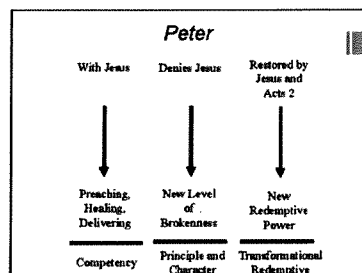 Peter
With Jesus
Denies Jesus
Restored by
Jesus and
Acts 2
Preaching,
Healing,
Delivering
New Level
of
Brokenness
New
Redemptive
Power
Competency
Principle and
Character
Transformational
Redemptive